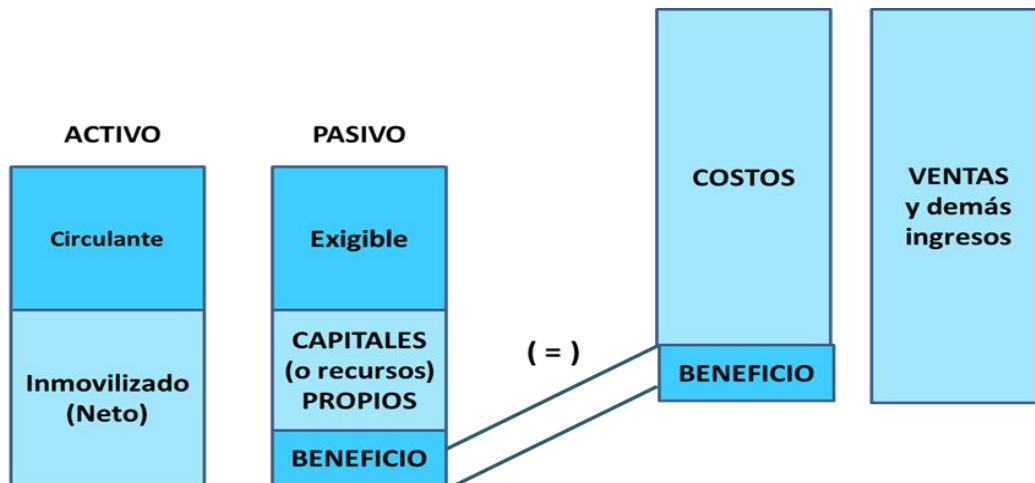 ACTIVO
Circulante
Inmovilizado
(Neto)
PASIVO
Exigible
CAPITALES
(o recursos)
PROPIOS
BENEFICIO
( = )
COSTOS
BENEFICIO
VENTAS
y demás
ingresos